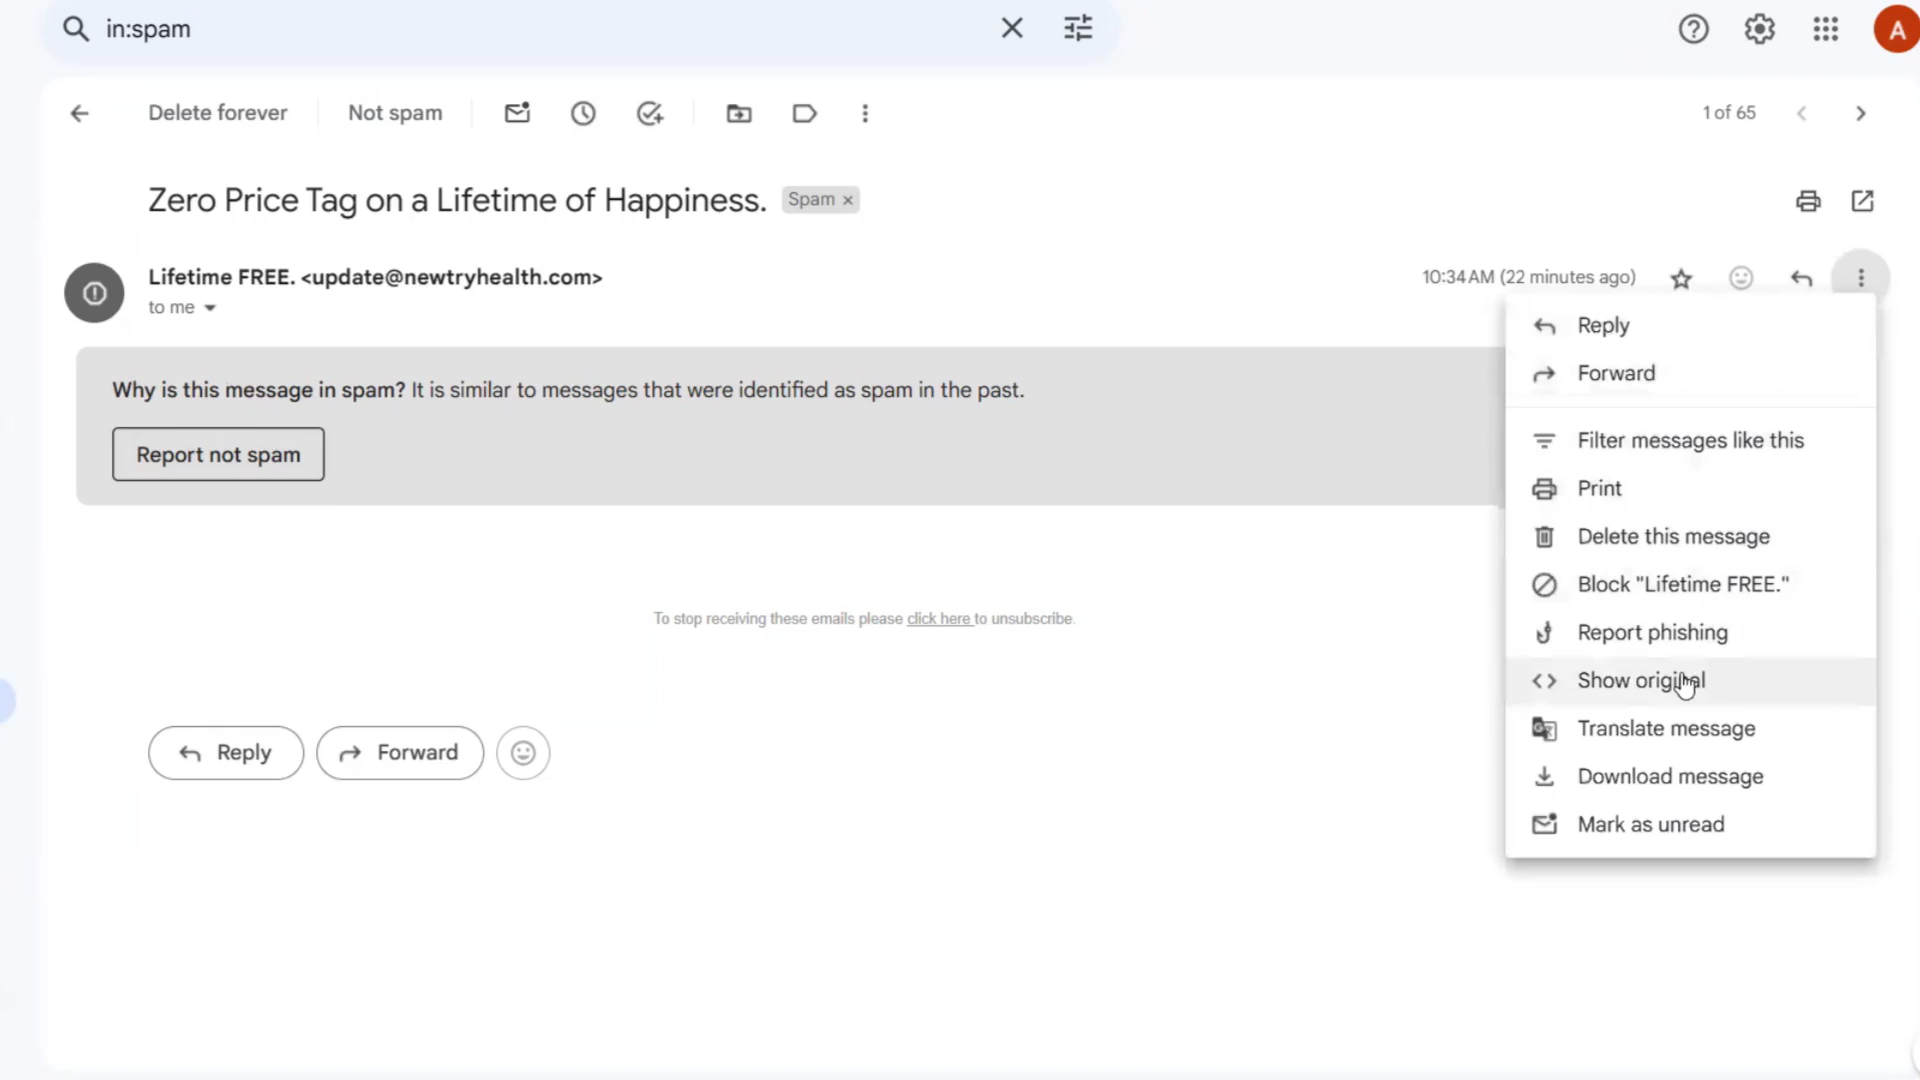 in:spam
A
Delete forever
Not spam
1 of 65
Zero Price Tag on a Lifetime of Happiness.
Spam ×
Lifetime FREE. <update@newtryhealth.com>
10:34 AM (22 minutes ago)
to me
Why is this message in spam? It is similar to messages that were identified as spam in the past.
Report not spam
To stop receiving these emails please click here to unsubscribe.
Reply
Forward
Reply
Forward
Filter messages like this
Print
Delete this message
Block "Lifetime FREE."
Report phishing
Show original
Translate message
Download message
Mark as unread